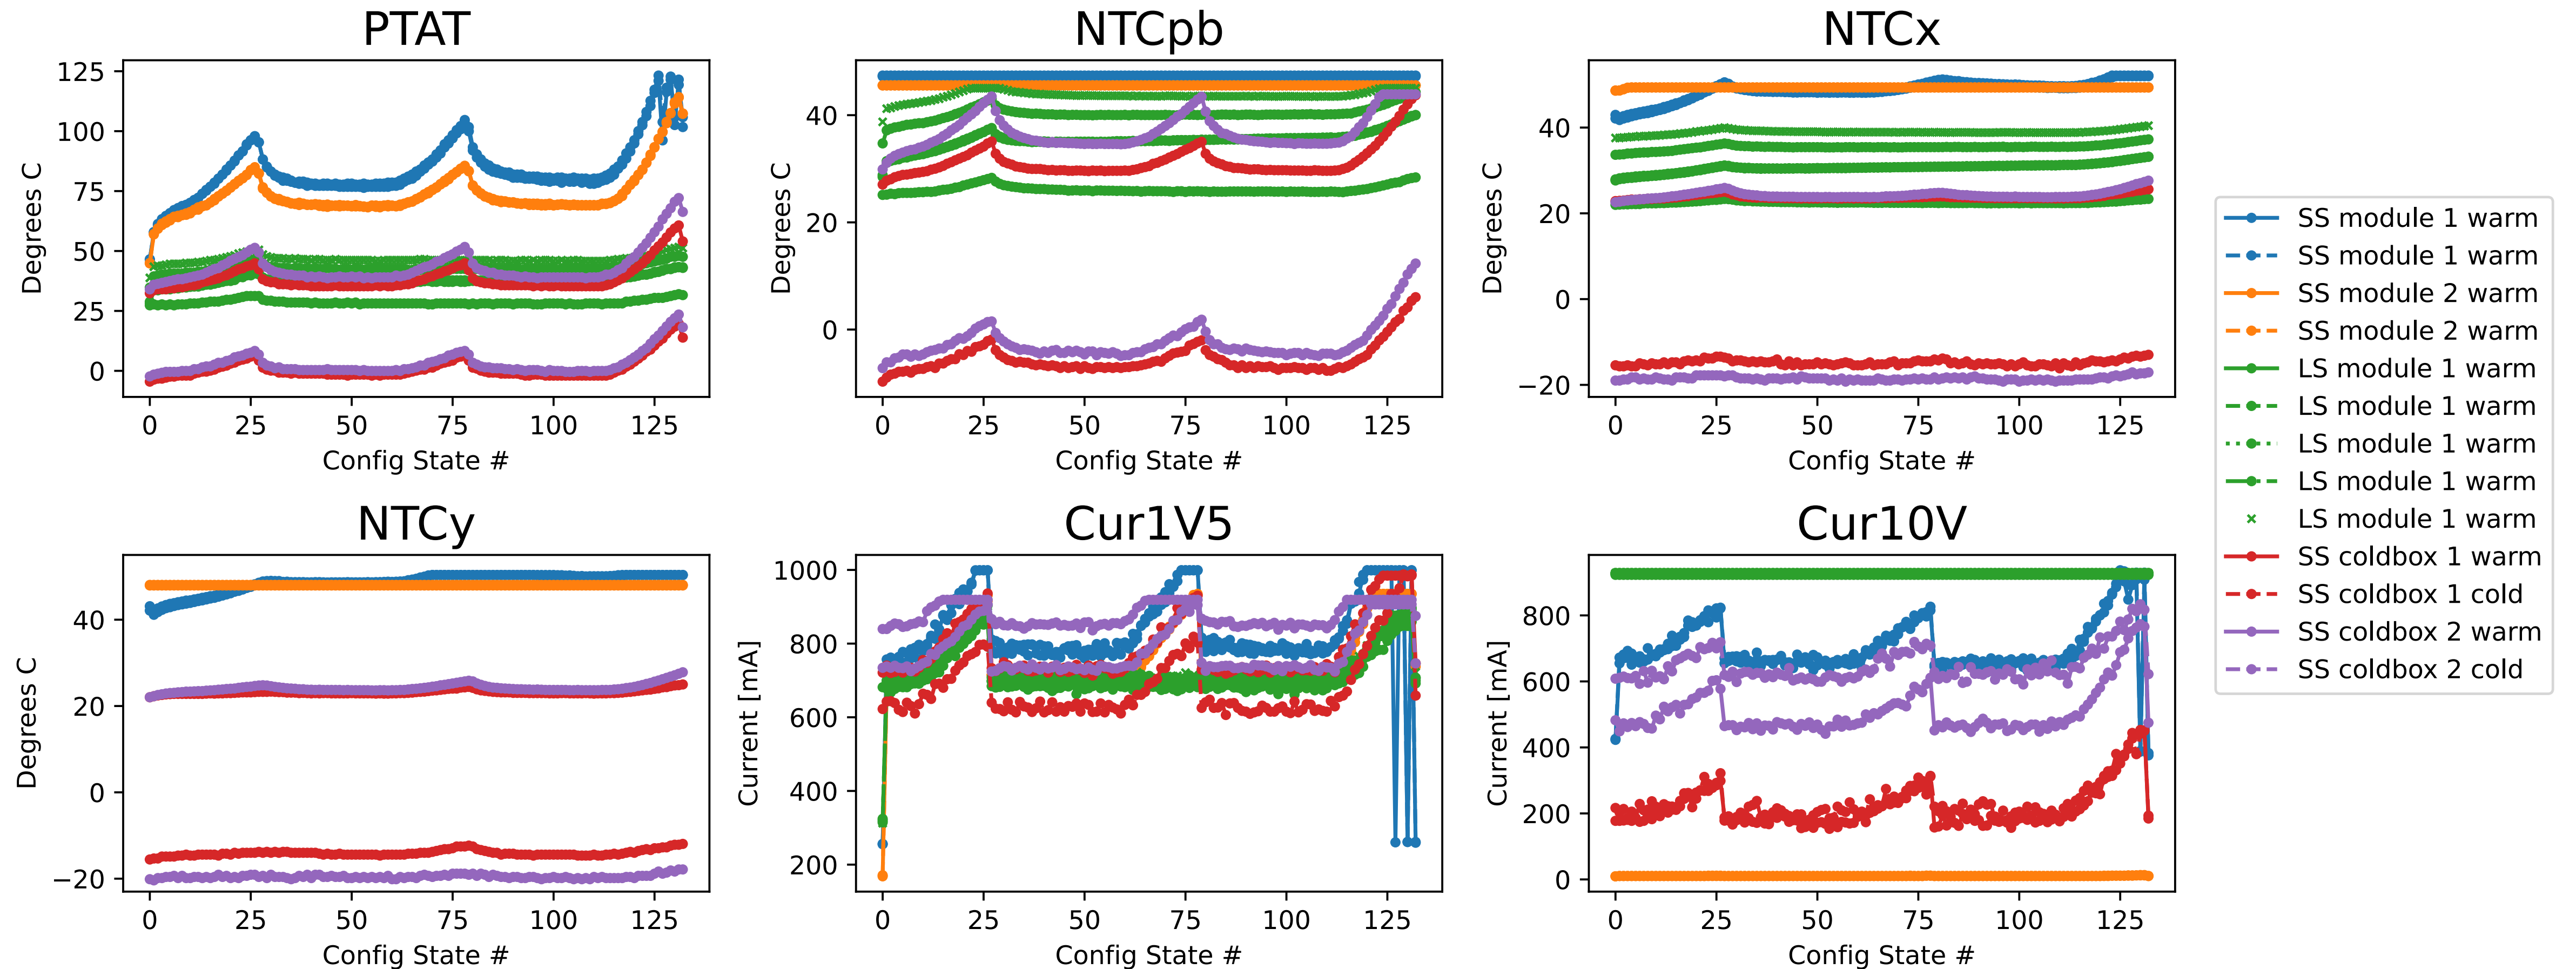 PTAT
NTCpb
NTCx
125
100
75
50
25
0
Degrees C
0 25 50 75 100 125
Config State #
40
20
0
Degrees C
0 25 50 75 100 125
Config State #
40
20
0
−20
Degrees C
0 25 50 75 100 125
Config State #
NTCy
Cur1V5
Cur10V
40
20
0
−20
Degrees C
0 25 50 75 100 125
Config State #
1000
800
600
400
200
Current [mA]
0 25 50 75 100 125
Config State #
800
600
400
200
0
Current [mA]
0 25 50 75 100 125
Config State #
SS module 1 warm
SS module 1 warm
SS module 2 warm
SS module 2 warm
LS module 1 warm
LS module 1 warm
LS module 1 warm
LS module 1 warm
LS module 1 warm
SS coldbox 1 warm
SS coldbox 1 cold
SS coldbox 2 warm
SS coldbox 2 cold